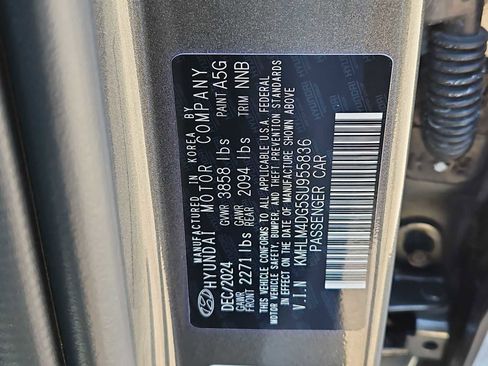 MANUFACTURED IN KOREA BY
HYUNDAI MOTOR COMPANY
DEC/2024 GVWR 3858 lbs PAINT A5G
GAWR FRONT 2271 lbs GAWR REAR 2094 lbs TRIM NNB
THIS VEHICLE CONFORMS TO ALL APPLICABLE U.S.A. FEDERAL
MOTOR VEHICLE SAFETY, BUMPER, AND THEFT PREVENTION STANDARDS
IN EFFECT ON THE DATE OF MANUFACTURE SHOWN ABOVE
V.I.N KMHLM4DG5SU955836
PASSENGER CAR